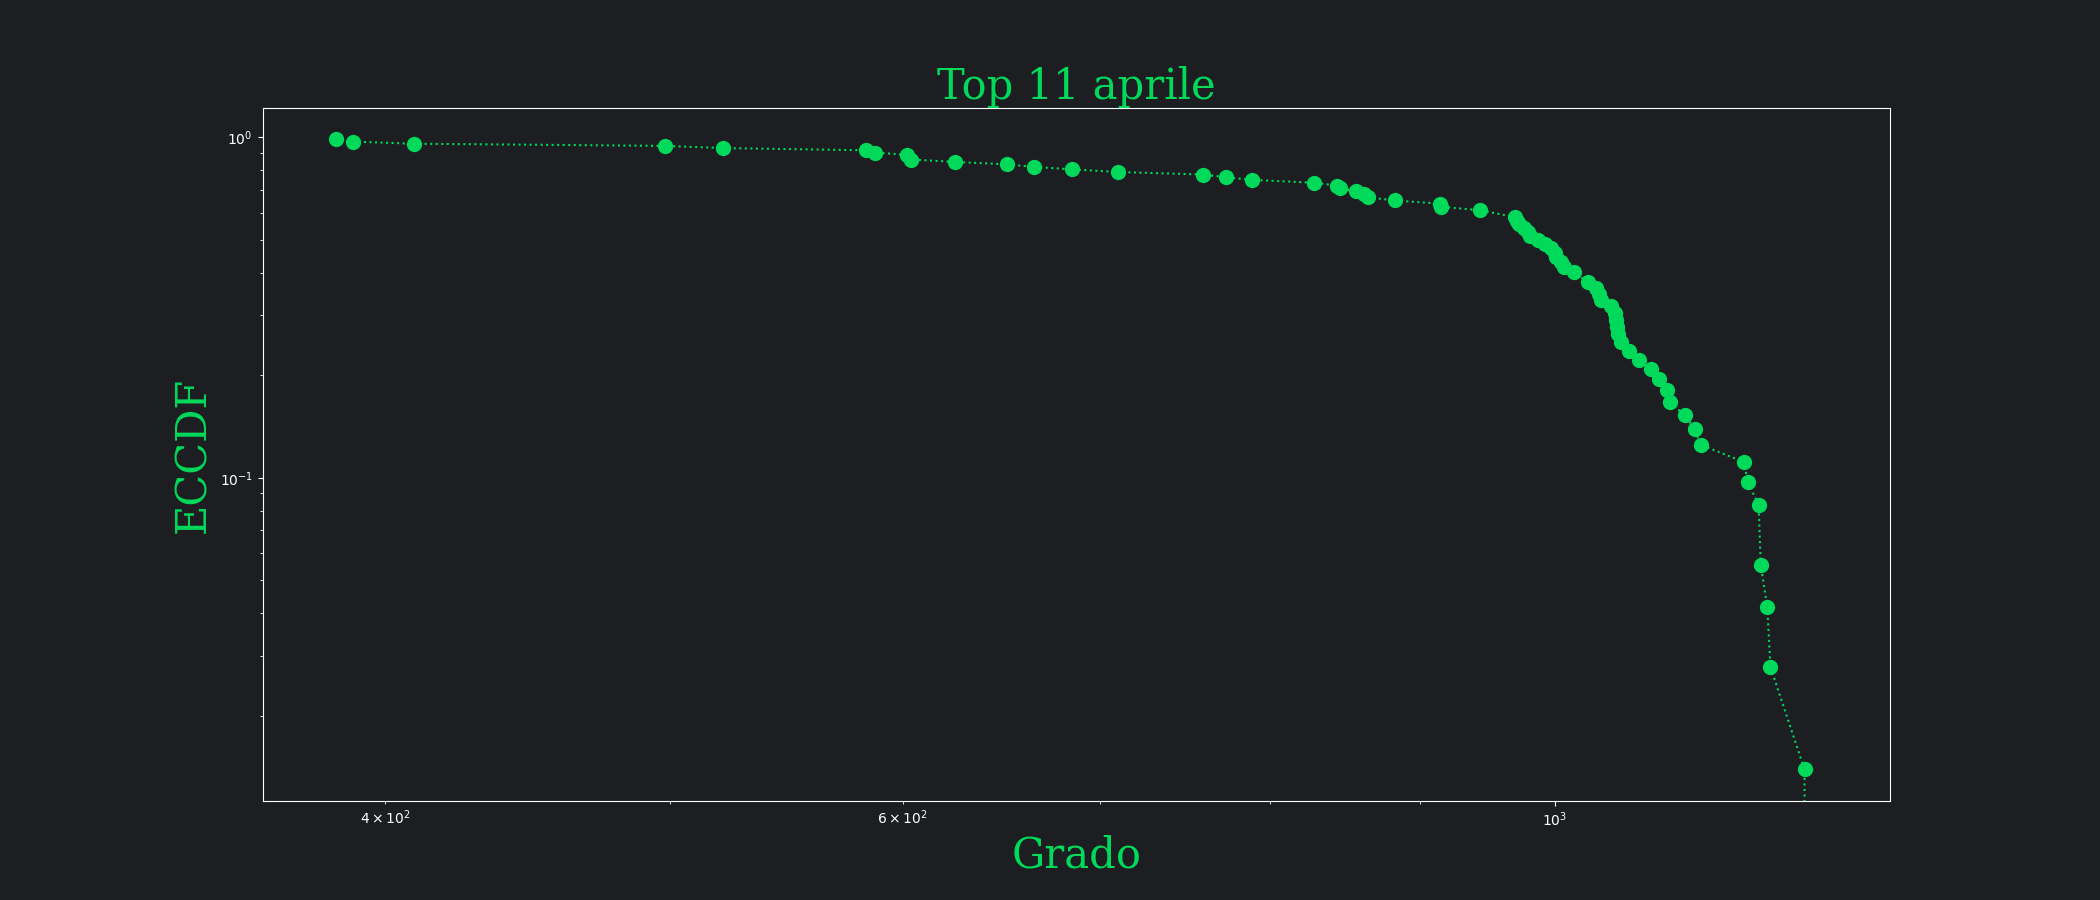 Top 11 aprile
ECCDF
10⁰
10⁻¹
4 × 10²
6 × 10²
10³
Grado